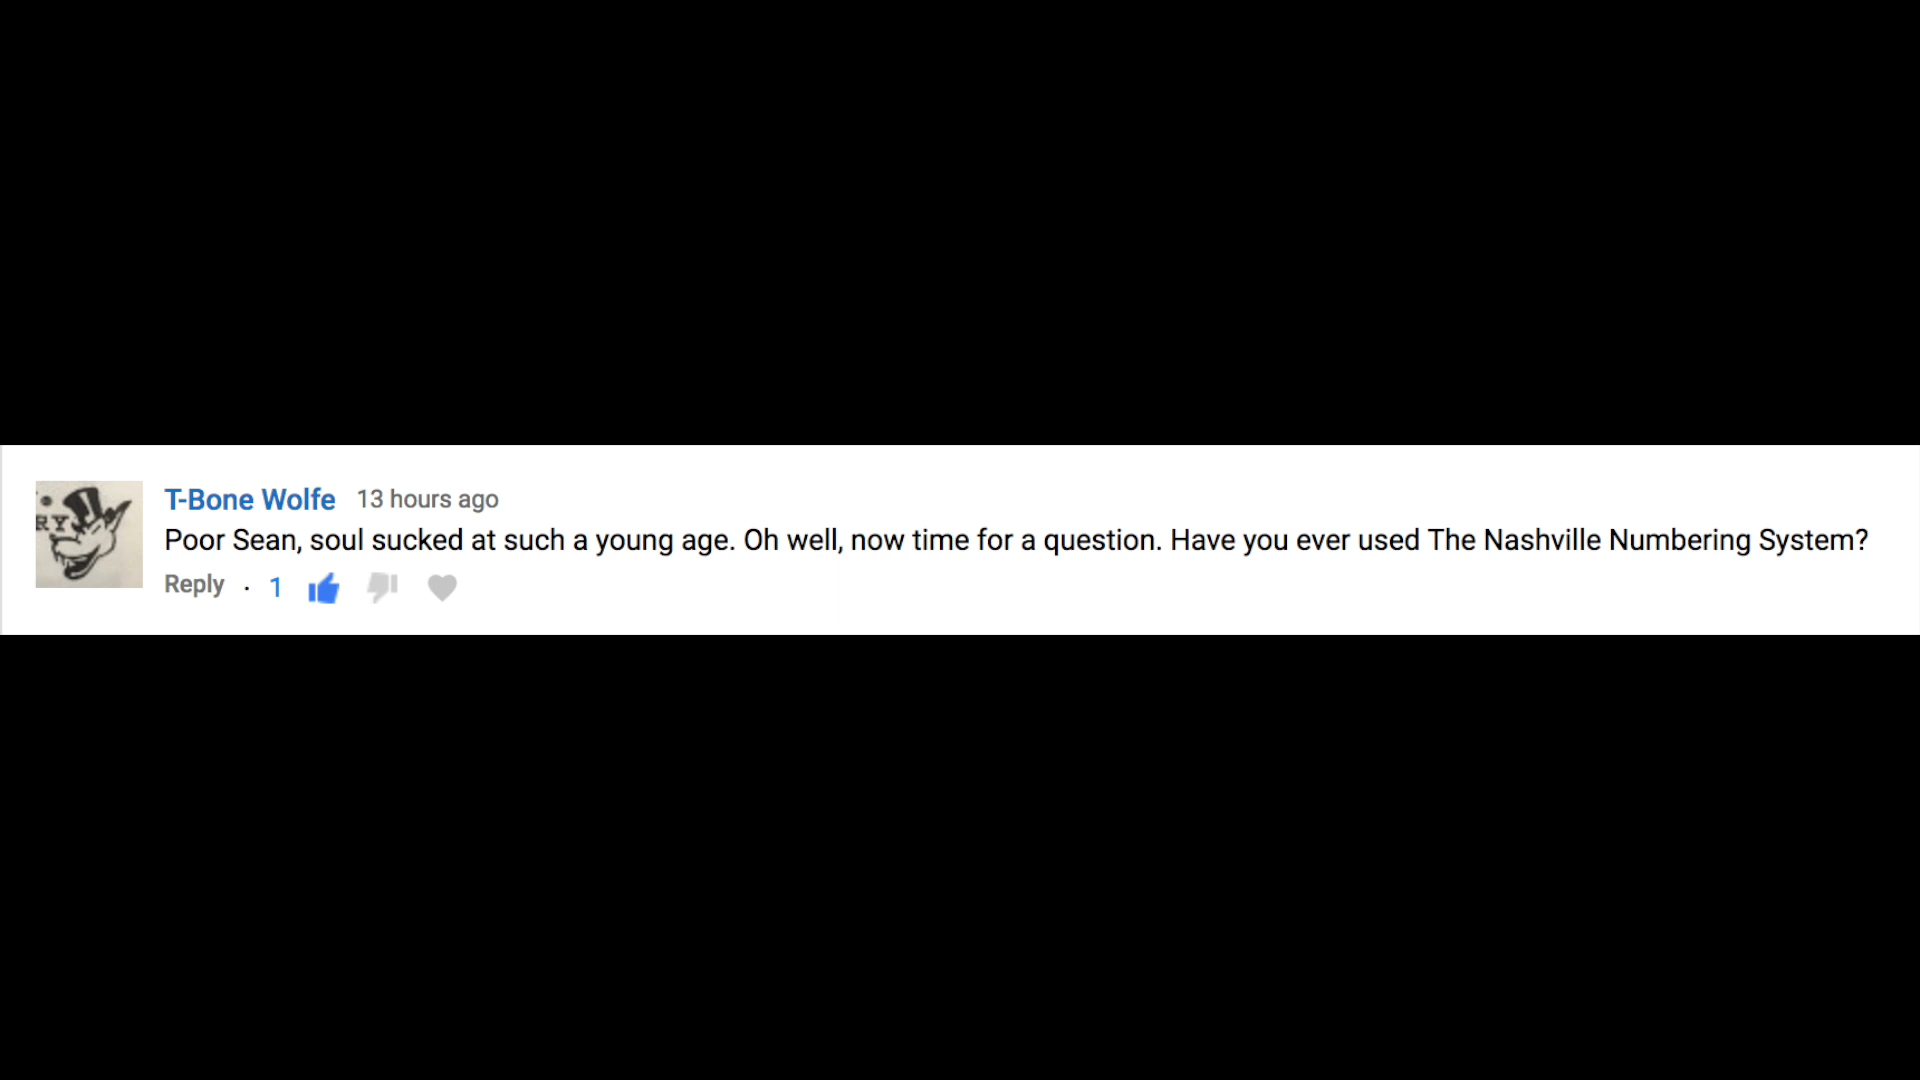 RY
T-Bone Wolfe 13 hours ago
Poor Sean, soul sucked at such a young age. Oh well, now time for a question. Have you ever used The Nashville Numbering System?
Reply · 1